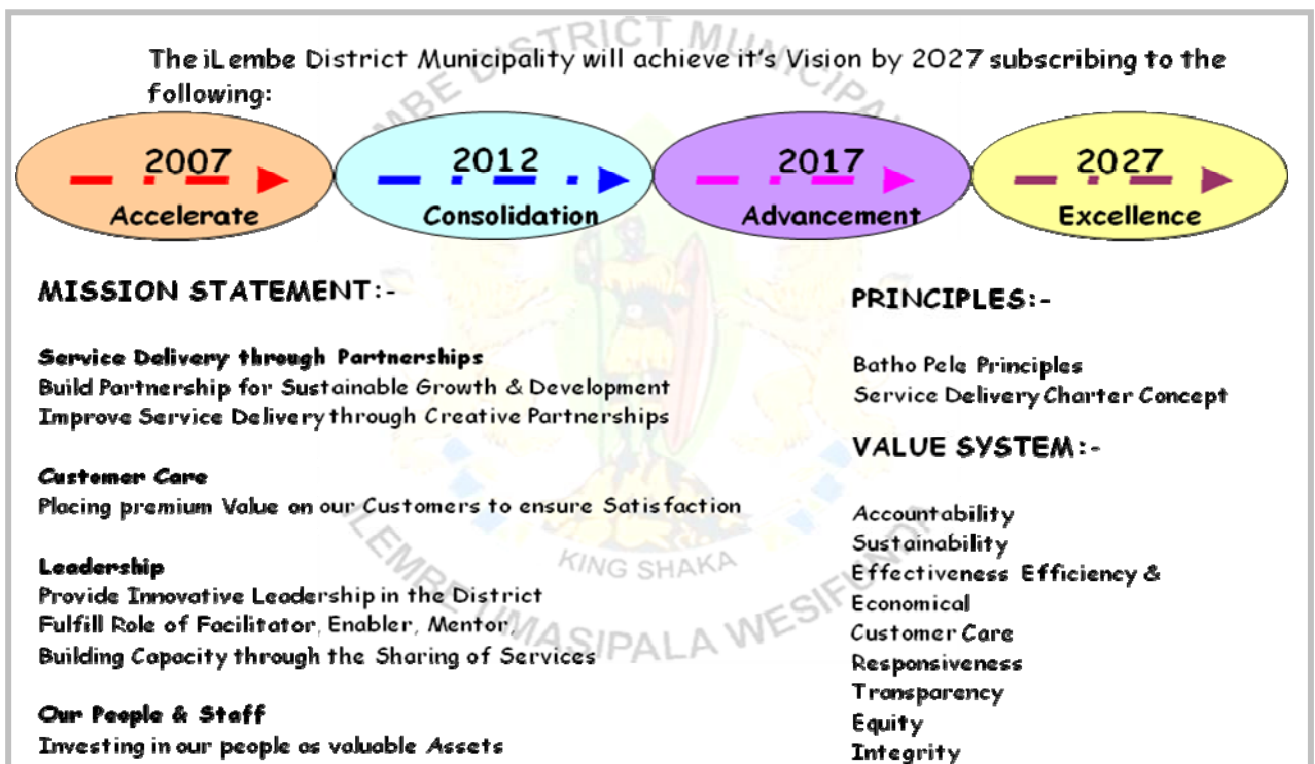 The iLembe District Municipality will achieve it's Vision by 2027 subscribing to the
following:
2007
Accelerate
2012
Consolidation
2017
Advancement
2027
Excellence
MISSION STATEMENT:-
Service Delivery through Partnerships
Build Partnership for Sustainable Growth & Development
Improve Service Delivery through Creative Partnerships
Customer Care
Placing premium Value on our Customers to ensure Satisfaction
Leadership
Provide Innovative Leadership in the District
Fulfill Role of Facilitator, Enabler, Mentor,
Building Capacity through the Sharing of Services
Our People & Staff
Investing in our people as valuable Assets
PRINCIPLES:-
Batho Pele Principles
Service Delivery Charter Concept
VALUE SYSTEM:-
Accountability
Sustainability
Effectiveness Efficiency &
Economical
Customer Care
Responsiveness
Transparency
Equity
Integrity
DISTRICT
KING SHAKA
ILEMBE UMASIPALA WESIFUNDA